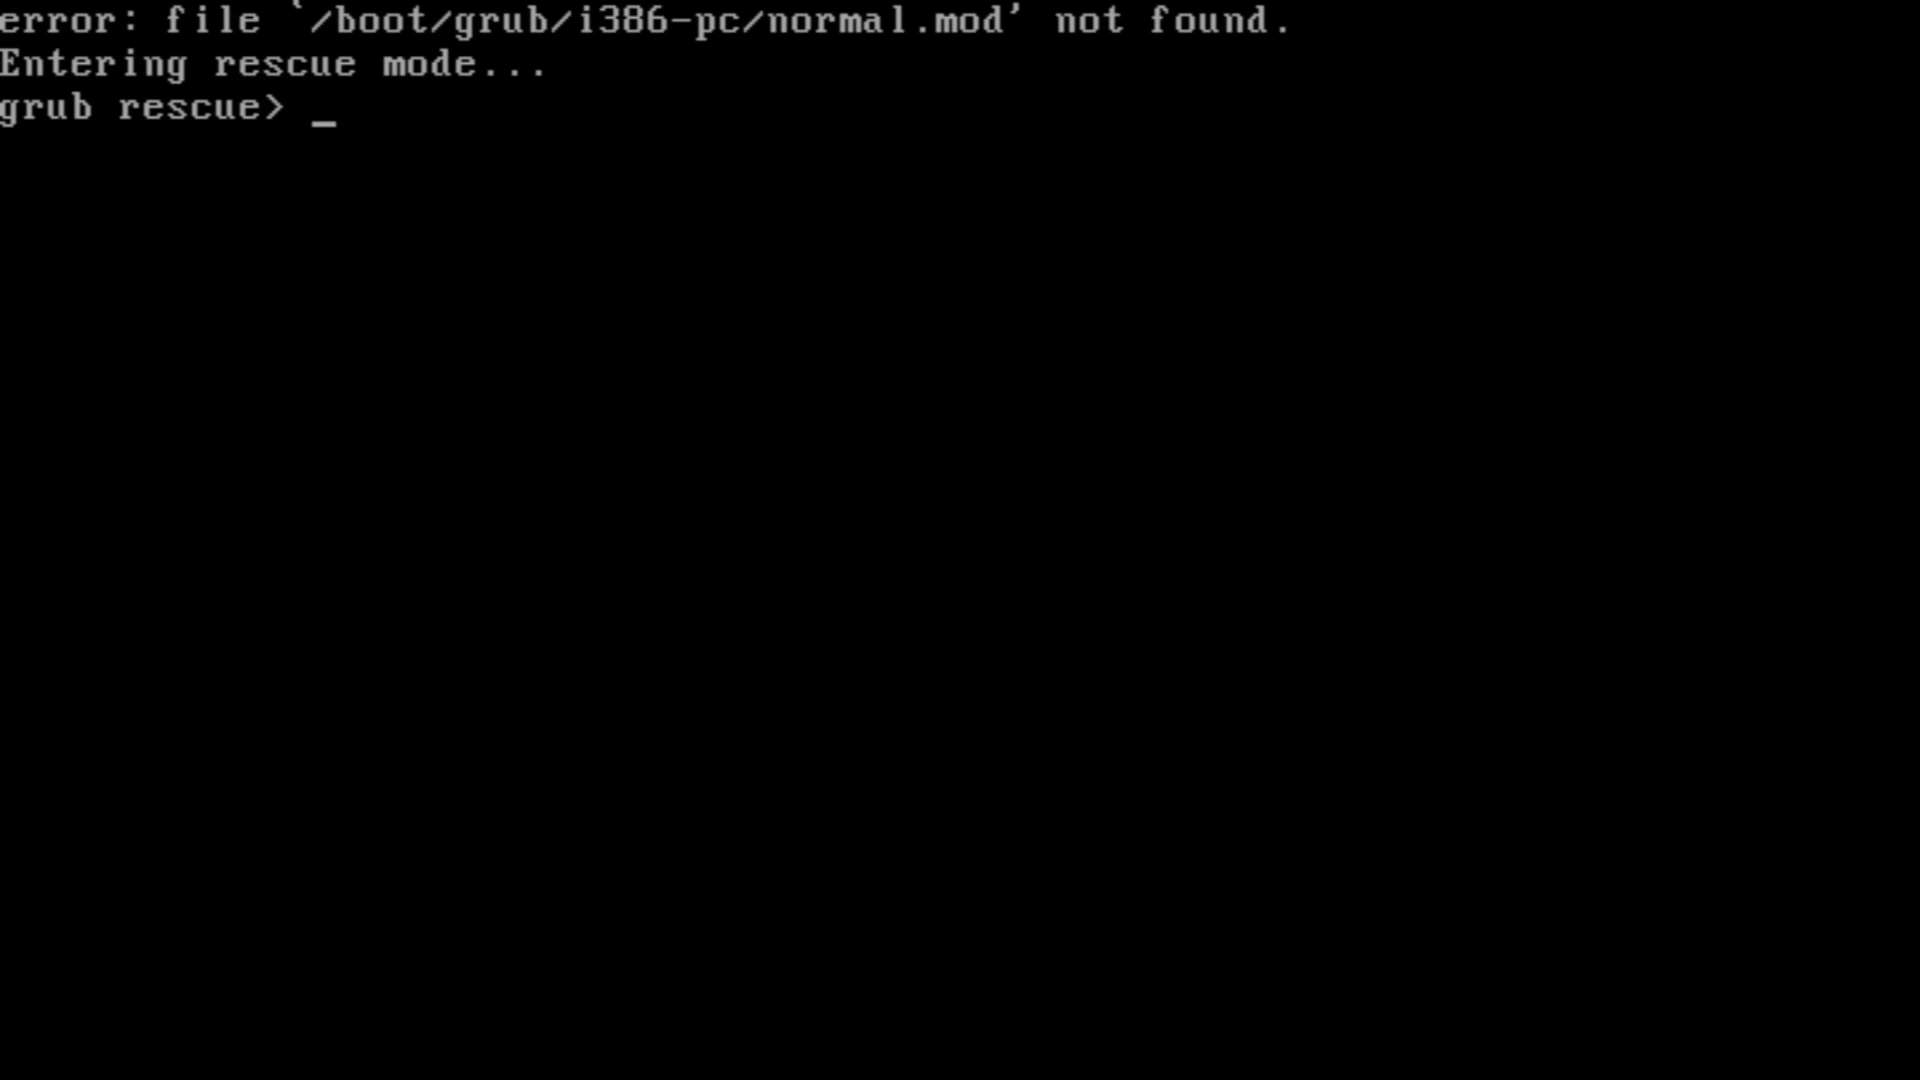 error: file `/boot/grub/i386-pc/normal.mod' not found.
Entering rescue mode...
grub rescue> _